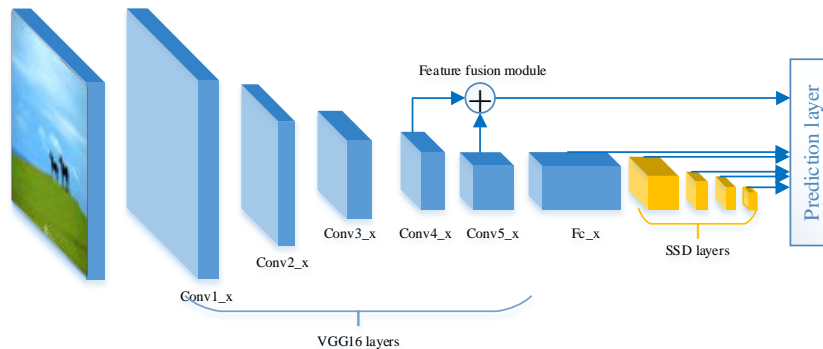 Feature fusion module
Prediction layer
Conv1_x
Conv2_x
Conv3_x
Conv4_x
Conv5_x
Fc_x
SSD layers
VGG16 layers